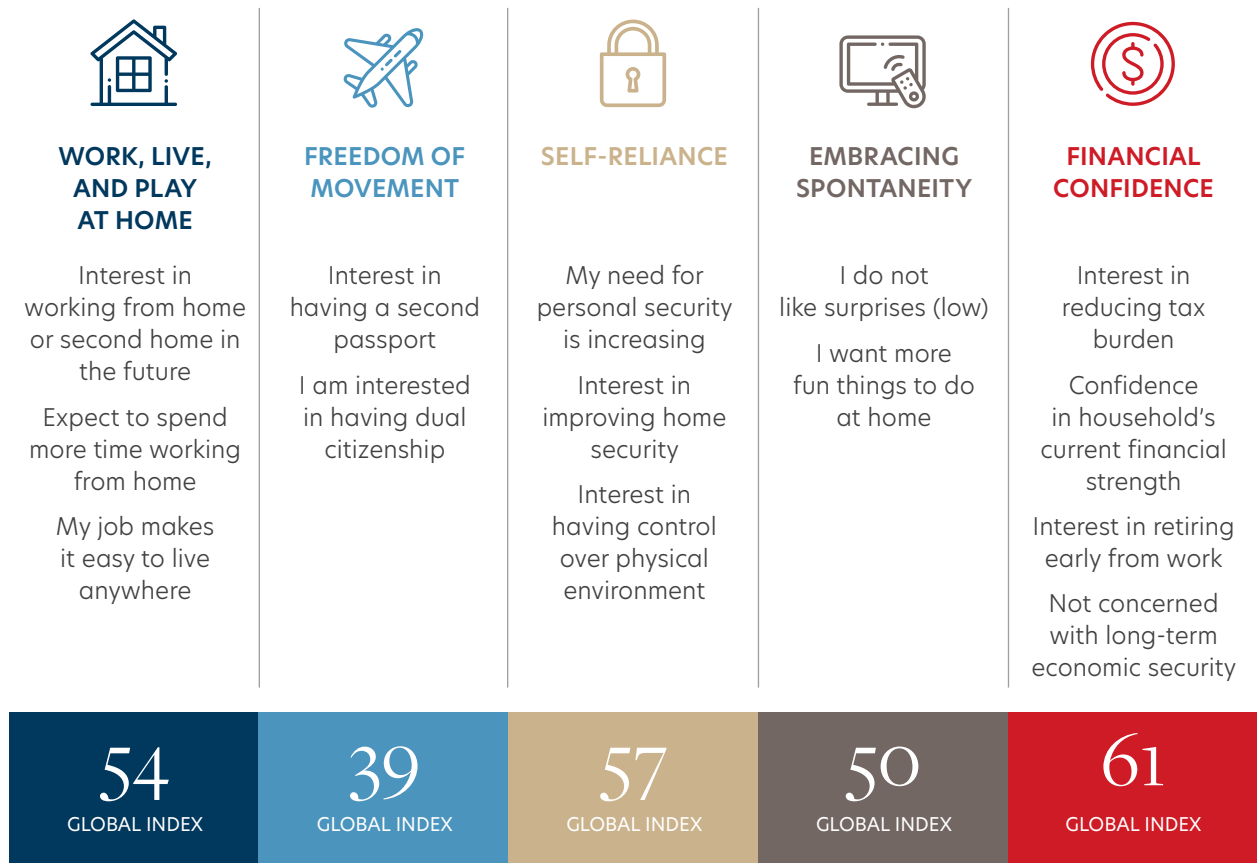 WORK, LIVE,
AND PLAY
AT HOME
Interest in
working from home
or second home in
the future
Expect to spend
more time working
from home
My job makes
it easy to live
anywhere
54
GLOBAL INDEX
FREEDOM OF
MOVEMENT
Interest in
having a second
passport
I am interested
in having dual
citizenship
39
GLOBAL INDEX
SELF-RELIANCE
My need for
personal security
is increasing
Interest in
improving home
security
Interest in
having control
over physical
environment
57
GLOBAL INDEX
EMBRACING
SPONTANEITY
I do not
like surprises (low)
I want more
fun things to do
at home
50
GLOBAL INDEX
FINANCIAL
CONFIDENCE
Interest in
reducing tax
burden
Confidence
in household’s
current financial
strength
Interest in retiring
early from work
Not concerned
with long-term
economic security
61
GLOBAL INDEX